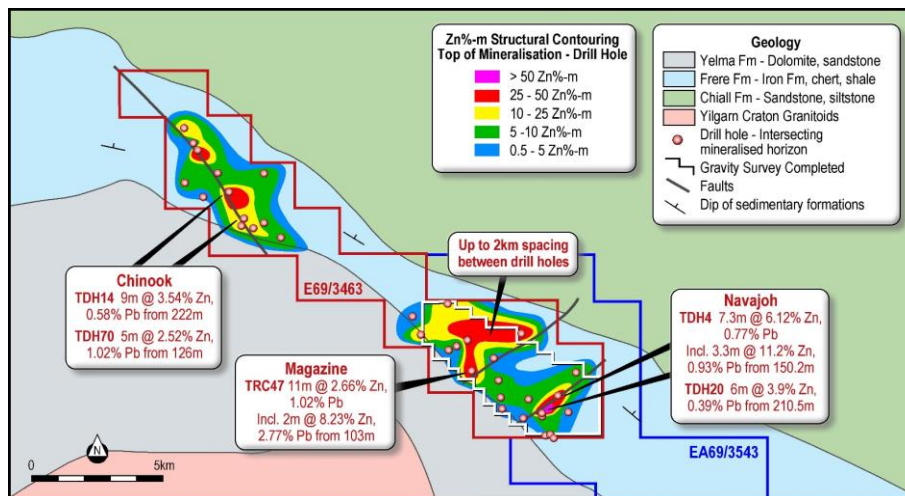 Zn%-m Structural Contouring
Top of Mineralisation - Drill Hole
> 50 Zn%-m
25 - 50 Zn%-m
10 - 25 Zn%-m
5 -10 Zn%-m
0.5 - 5 Zn%-m
Geology
Yelma Fm - Dolomite, sandstone
Frere Fm - Iron Fm, chert, shale
Chiall Fm - Sandstone, siltstone
Yilgarn Craton Granitoids
Drill hole - Intersecting
mineralised horizon
Gravity Survey Completed
Faults
Dip of sedimentary formations
Up to 2km spacing
between drill holes
Chinook
TDH14 9m @ 3.54% Zn,
0.58% Pb from 222m
TDH70 5m @ 2.52% Zn,
1.02% Pb from 126m
E69/3463
Magazine
TRC47 11m @ 2.66% Zn,
1.02% Pb
Incl. 2m @ 8.23% Zn,
2.77% Pb from 103m
Navajoh
TDH4 7.3m @ 6.12% Zn,
0.77% Pb
Incl. 3.3m @ 11.2% Zn,
0.93% Pb from 150.2m
TDH20 6m @ 3.9% Zn,
0.39% Pb from 210.5m
EA69/3543
N
0 5km